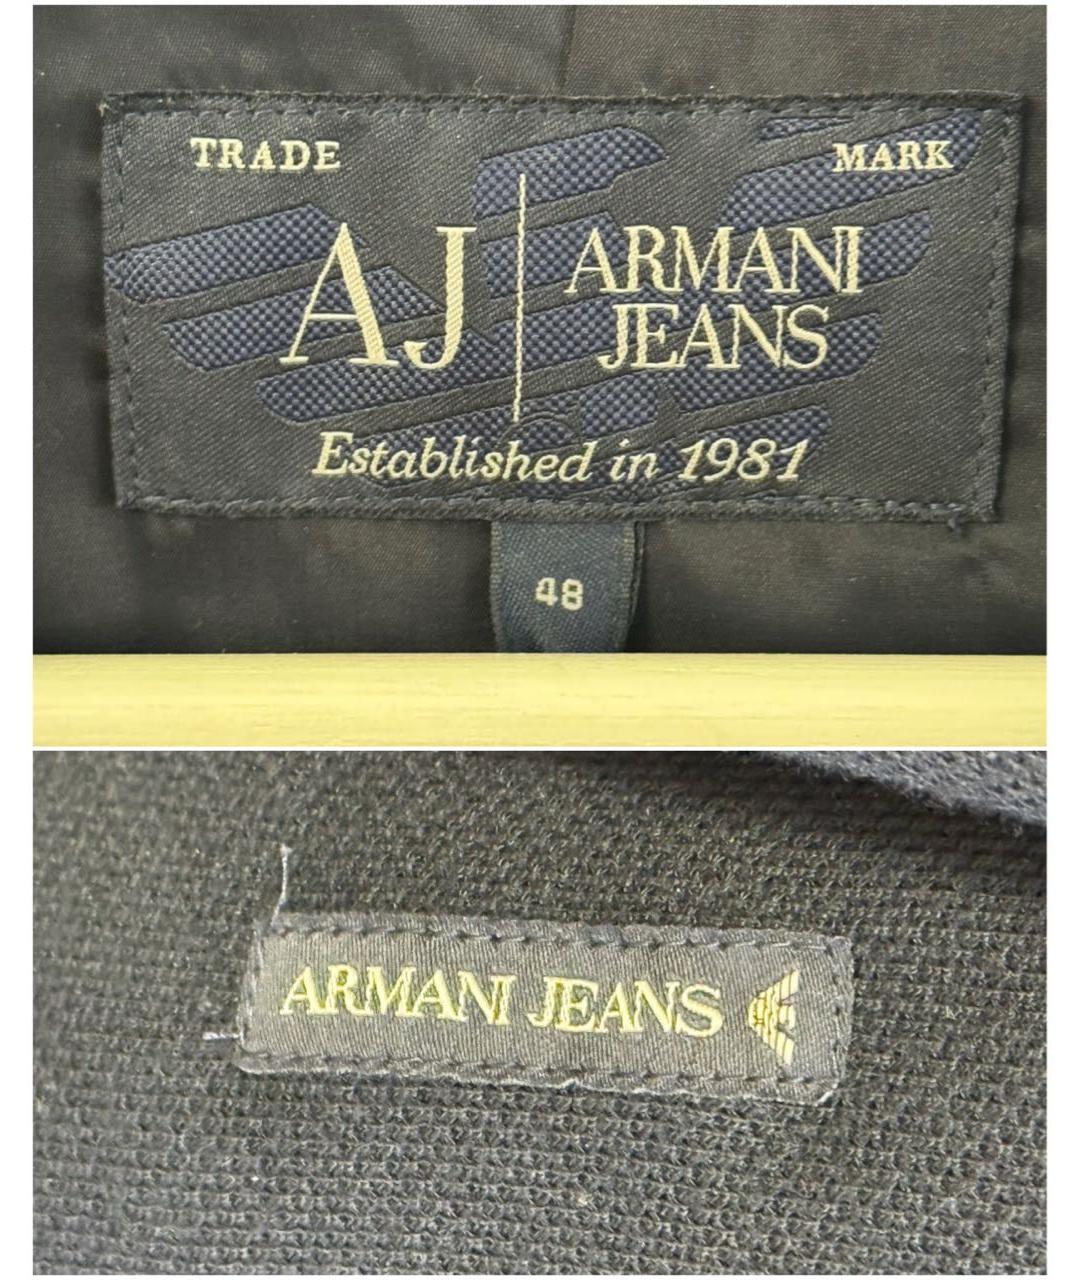 TRADE MARK
AJ ARMANI
JEANS
Established in 1981
48
ARMANI JEANS